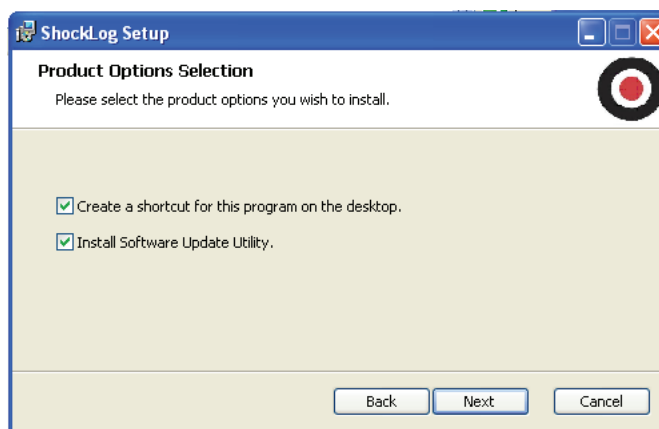 ShockLog Setup
Product Options Selection
Please select the product options you wish to install.
Create a shortcut for this program on the desktop.
Install Software Update Utility.
Back Next Cancel